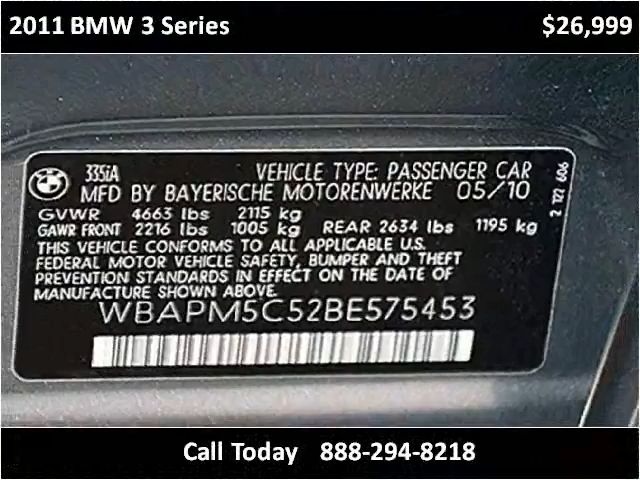 2011 BMW 3 Series $26,999
335iA VEHICLE TYPE: PASSENGER CAR
MFD BY BAYERISCHE MOTORENWERKE 05/10
GVWR 4663 lbs 2115 kg
GAWR FRONT 2216 lbs 1005 kg REAR 2634 lbs 1195 kg
THIS VEHICLE CONFORMS TO ALL APPLICABLE U.S.
FEDERAL MOTOR VEHICLE SAFETY, BUMPER AND THEFT
PREVENTION STANDARDS IN EFFECT ON THE DATE OF
MANUFACTURE SHOWN ABOVE.
WBAPM5C52BE575453
2 122 606
Call Today 888-294-8218